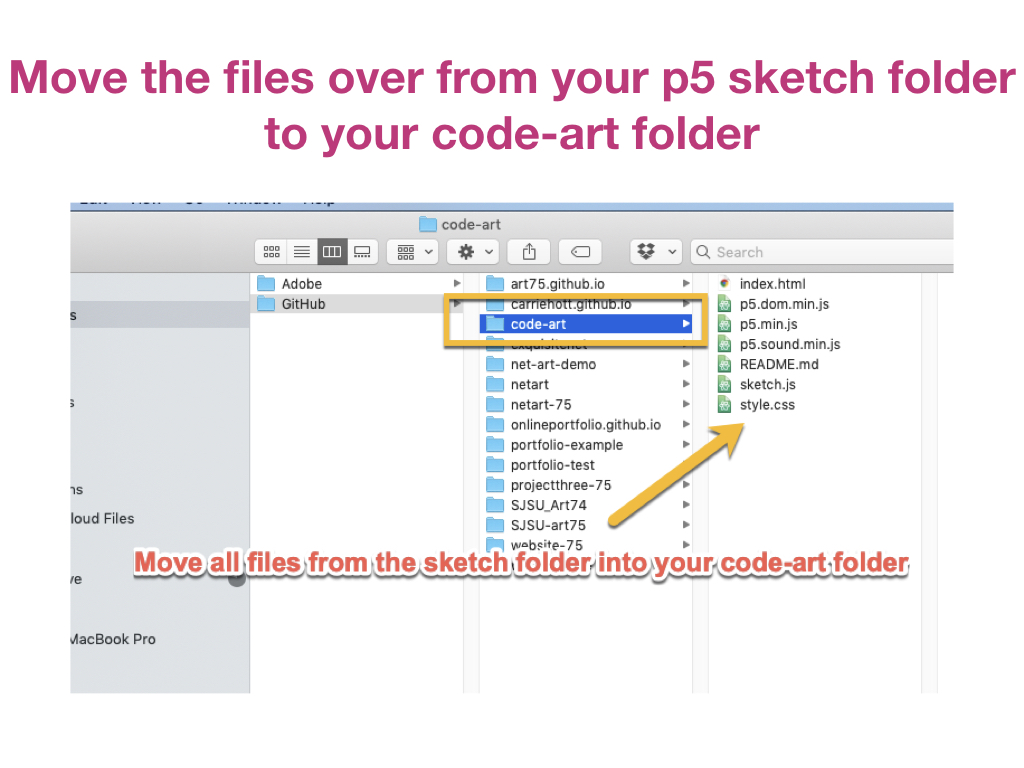 Move the files over from your p5 sketch folder
to your code-art folder
code-art
Search
Adobe
GitHub
art75.github.io
carriehott.github.io
code-art
net-art-demo
netart
netart-75
onlineportfolio.github.io
portfolio-example
portfolio-test
projectthree-75
SJSU_Art74
SJSU-art75
website-75
index.html
p5.dom.min.js
p5.min.js
p5.sound.min.js
README.md
sketch.js
style.css
s
s
ns
loud Files
ve
MacBook Pro
Move all files from the sketch folder into your code-art folder